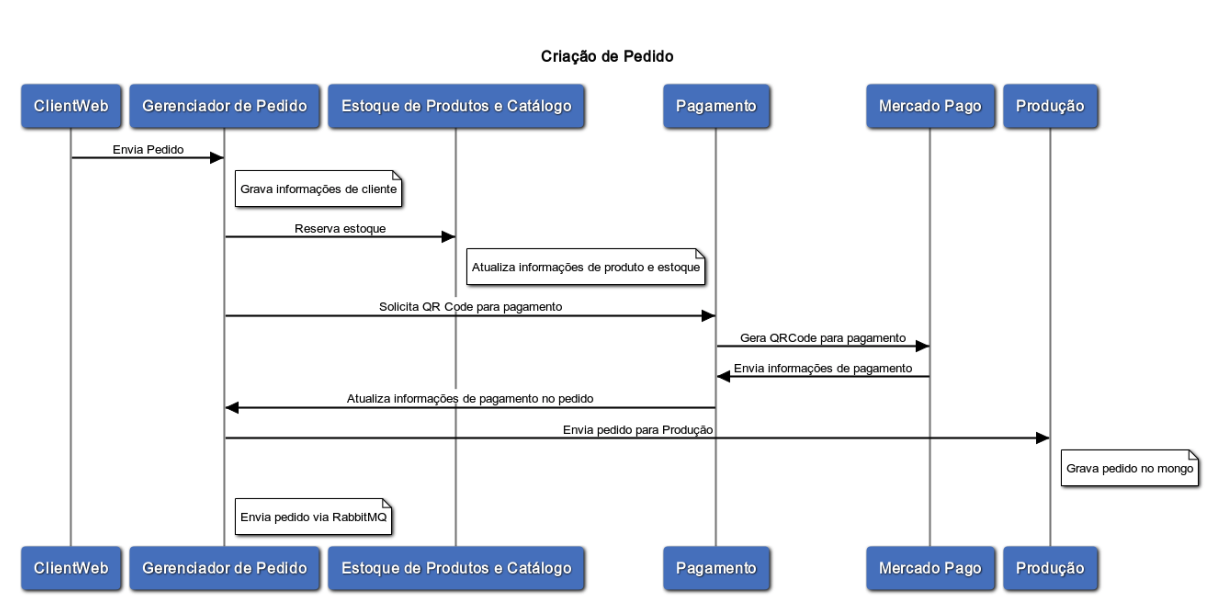 Criação de Pedido
ClientWeb
Gerenciador de Pedido
Estoque de Produtos e Catálogo
Pagamento
Mercado Pago
Produção
Envia Pedido
Grava informações de cliente
Reserva estoque
Atualiza informações de produto e estoque
Solicita QR Code para pagamento
Gera QRCode para pagamento
Envia informações de pagamento
Atualiza informações de pagamento no pedido
Envia pedido para Produção
Grava pedido no mongo
Envia pedido via RabbitMQ
ClientWeb
Gerenciador de Pedido
Estoque de Produtos e Catálogo
Pagamento
Mercado Pago
Produção